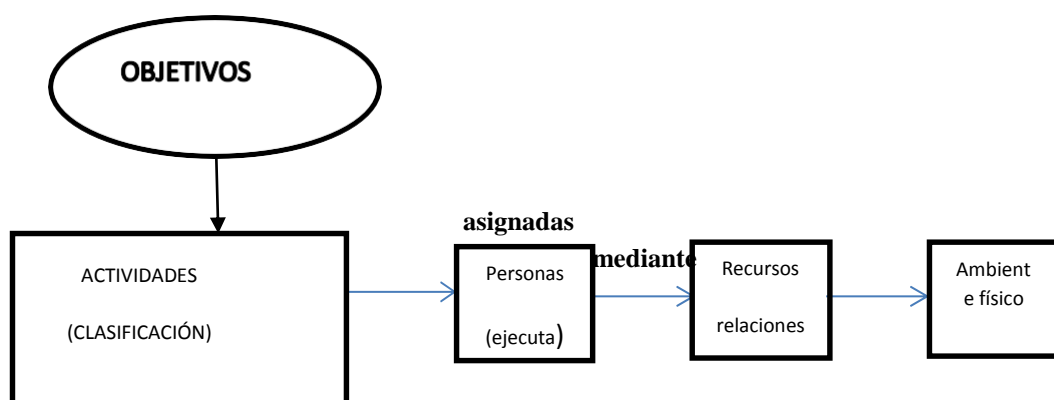 OBJETIVOS
asignadas
mediante
ACTIVIDADES
(CLASIFICACIÓN)
Personas
(ejecuta)
Recursos
relaciones
Ambient
e físico